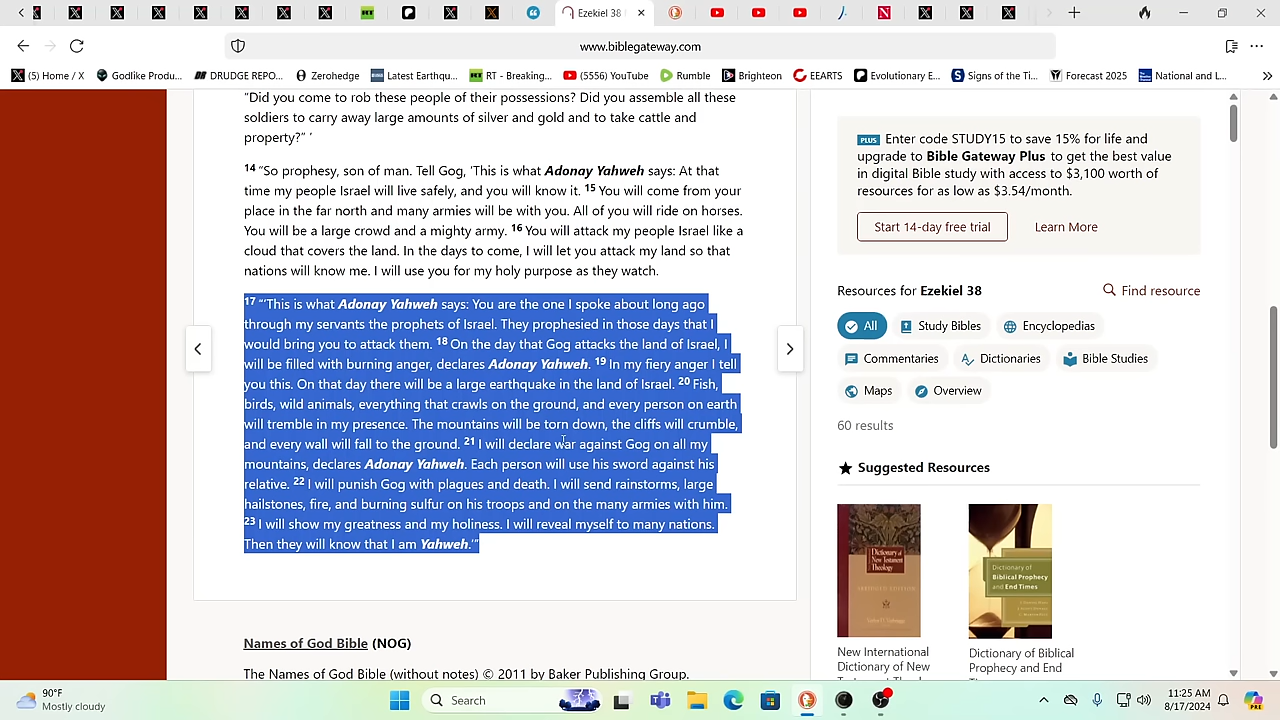 Ezekiel 38
www.biblegateway.com
(5) Home / X
Godlike Produ...
DRUDGE REPO...
Zerohedge
Latest Earthqu...
RT - Breaking...
(5556) YouTube
Rumble
Brighteon
EEARTS
Evolutionary E...
Signs of the Ti...
Forecast 2025
National and L...
"Did you come to rob these people of their possessions? Did you assemble all these
soldiers to carry away large amounts of silver and gold and to take cattle and
property?" ʼ
14 “So prophesy, son of man. Tell Gog, ‘This is what Adonay Yahweh says: At that
time my people Israel will live safely, and you will know it. 15 You will come from your
place in the far north and many armies will be with you. All of you will ride on horses.
You will be a large crowd and a mighty army. 16 You will attack my people Israel like a
cloud that covers the land. In the days to come, I will let you attack my land so that
nations will know me. I will use you for my holy purpose as they watch.
17 “‘This is what Adonay Yahweh says: You are the one I spoke about long ago
through my servants the prophets of Israel. They prophesied in those days that I
would bring you to attack them. 18 On the day that Gog attacks the land of Israel, I
will be filled with burning anger, declares Adonay Yahweh. 19 In my fiery anger I tell
you this. On that day there will be a large earthquake in the land of Israel. 20 Fish,
birds, wild animals, everything that crawls on the ground, and every person on earth
will tremble in my presence. The mountains will be torn down, the cliffs will crumble,
and every wall will fall to the ground. 21 I will declare war against Gog on all my
mountains, declares Adonay Yahweh. Each person will use his sword against his
relative. 22 I will punish Gog with plagues and death. I will send rainstorms, large
hailstones, fire, and burning sulfur on his troops and on the many armies with him.
23 I will show my greatness and my holiness. I will reveal myself to many nations.
Then they will know that I am Yahweh.’”
Names of God Bible (NOG)
The Names of God Bible (without notes) © 2011 by Baker Publishing Group.
PLUS Enter code STUDY15 to save 15% for life and
upgrade to Bible Gateway Plus to get the best value
in digital Bible study with access to $3,100 worth of
resources for as low as $3.54/month.
Start 14-day free trial
Learn More
Resources for Ezekiel 38
Find resource
All
Study Bibles
Encyclopedias
Commentaries
Dictionaries
Bible Studies
Maps
Overview
60 results
Suggested Resources
Dictionary of
New Testament
Theology
Dictionary of
Biblical Prophecy
and End Times
New International
Dictionary of New
Dictionary of Biblical
Prophecy and End
90°F
Mostly cloudy
Search
11:25 AM
8/17/2024